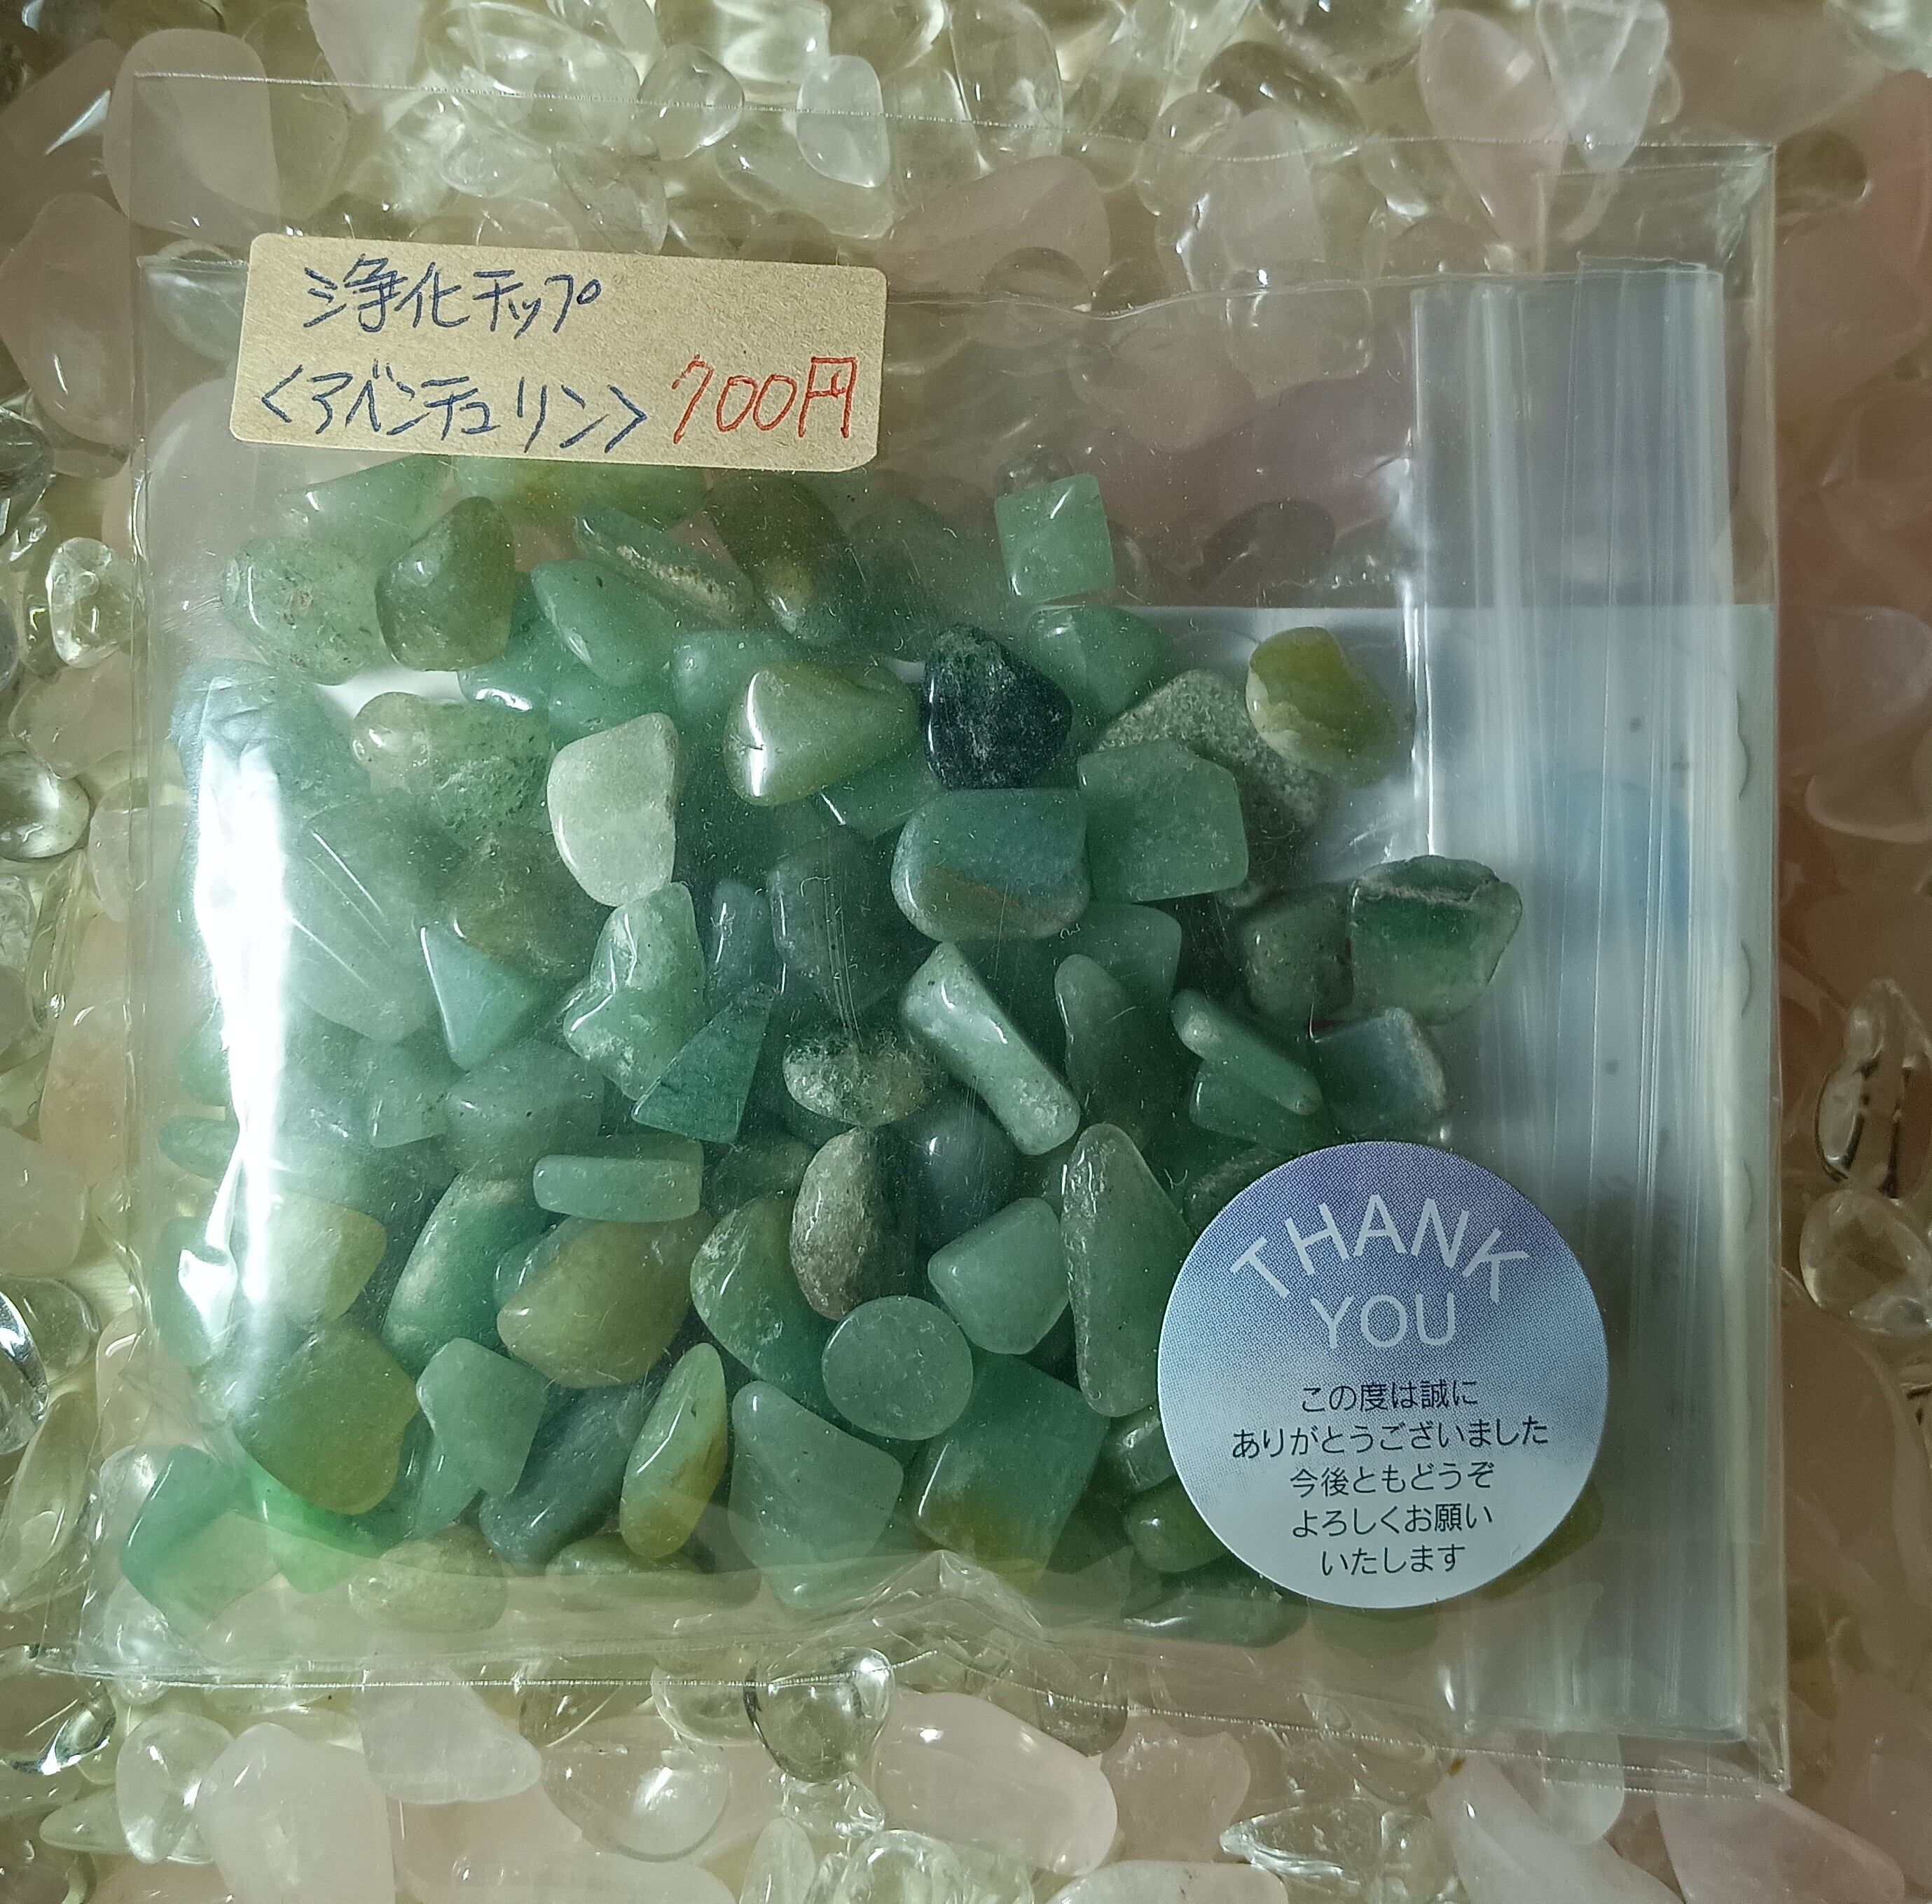 浄化チップ
<アベンチュリン> 700円
THANK
YOU
この度は誠に
ありがとうございました
今後ともどうぞ
よろしくお願い
いたします